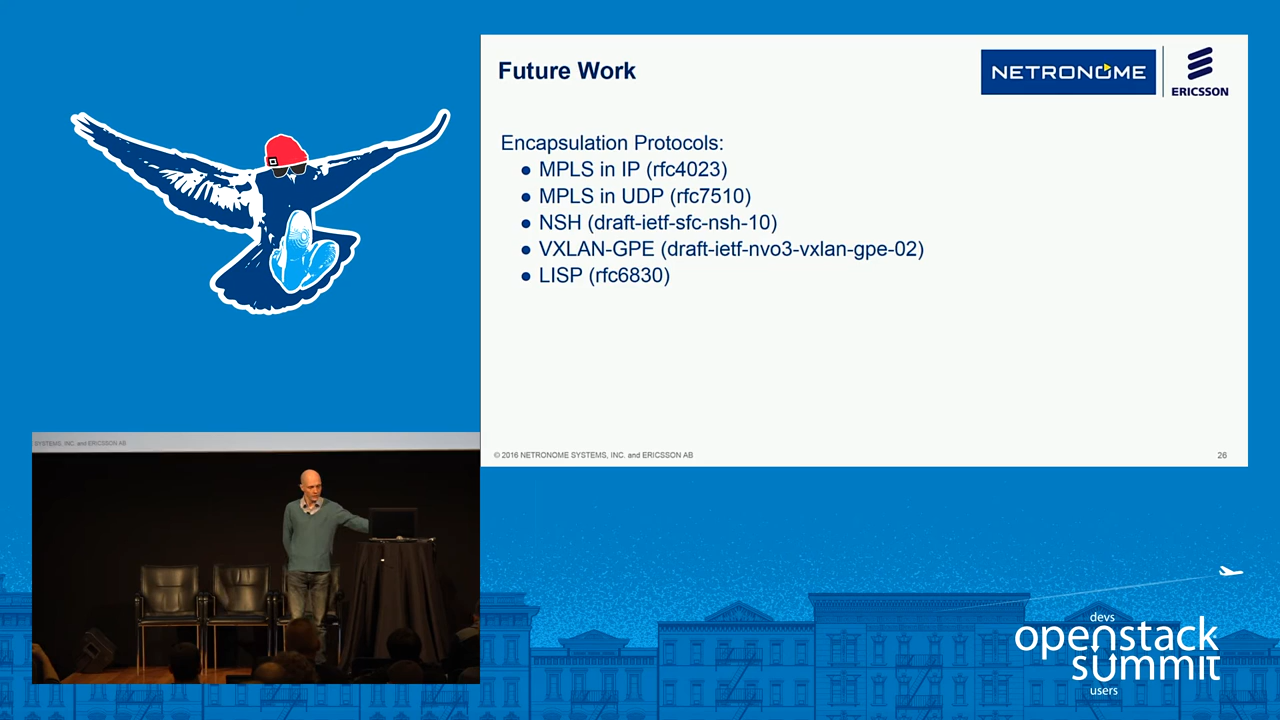 Future Work
NETRONOME
ERICSSON
Encapsulation Protocols:
● MPLS in IP (rfc4023)
● MPLS in UDP (rfc7510)
● NSH (draft-ietf-sfc-nsh-10)
● VXLAN-GPE (draft-ietf-nvo3-vxlan-gpe-02)
● LISP (rfc6830)
© 2016 NETRONOME SYSTEMS, INC. and ERICSSON AB
26
SYSTEMS, INC. and ERICSSON AB
devs
openstack
summit
users